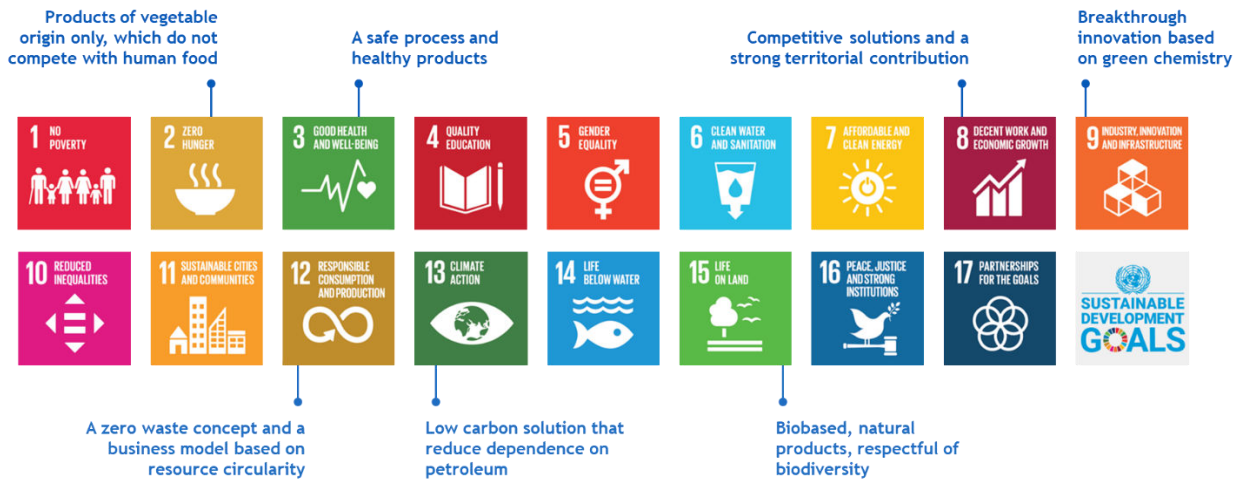 Products of vegetable
origin only, which do not
compete with human food
A safe process and
healthy products
Competitive solutions and a
strong territorial contribution
Breakthrough
innovation based
on green chemistry
1 NO
POVERTY
2 ZERO
HUNGER
3 GOOD HEALTH
AND WELL-BEING
4 QUALITY
EDUCATION
5 GENDER
EQUALITY
6 CLEAN WATER
AND SANITATION
7 AFFORDABLE AND
CLEAN ENERGY
8 DECENT WORK AND
ECONOMIC GROWTH
9 INDUSTRY, INNOVATION
AND INFRASTRUCTURE
10 REDUCED
INEQUALITIES
11 SUSTAINABLE CITIES
AND COMMUNITIES
12 RESPONSIBLE
CONSUMPTION
AND PRODUCTION
13 CLIMATE
ACTION
14 LIFE
BELOW WATER
15 LIFE
ON LAND
16 PEACE, JUSTICE
AND STRONG
INSTITUTIONS
17 PARTNERSHIPS
FOR THE GOALS
SUSTAINABLE
DEVELOPMENT
GOALS
A zero waste concept and a
business model based on
resource circularity
Low carbon solution that
reduce dependence on
petroleum
Biobased, natural
products, respectful of
biodiversity